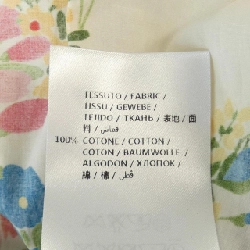 TESSUTO / FABRIC /
TISSU / GEWEBE /
TEJIDO / ТКАНЬ / 表地 / 面
料 / قماش /
100% COTONE / COTTON /
COTON / BAUMWOLLE /
ALGODON / ХЛОПОК /
綿 / 棉 / قطن /